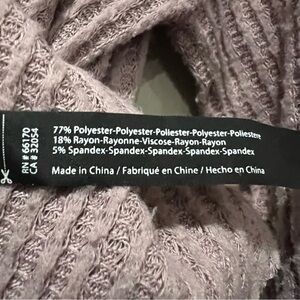 RN # 66170
CA # 32054
77% Polyester-Polyester-Poliester-Polyester-Poliestere
18% Rayon-Rayonne-Viscose-Rayon-Rayon
5% Spandex-Spandex-Spandex-Spandex-Spandex
Made in China / Fabriqué en Chine / Hecho en China